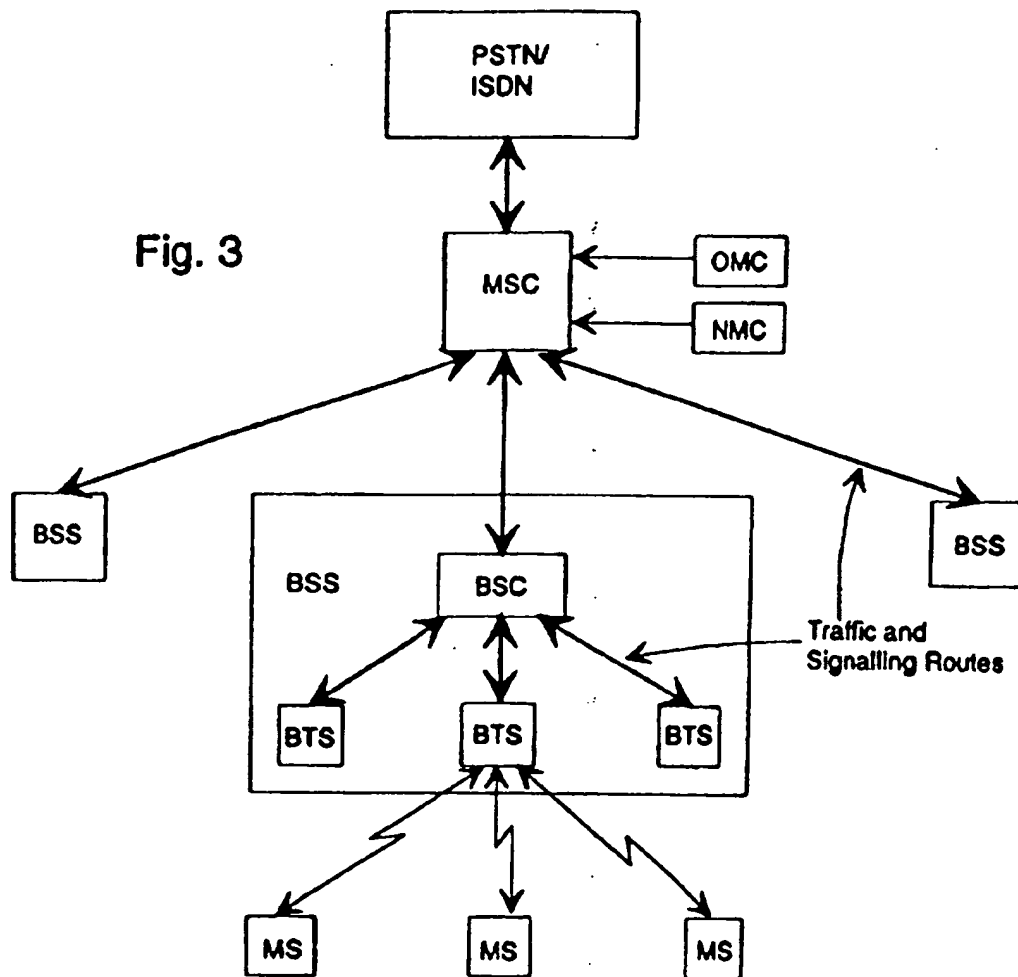 PSTN/
ISDN
Fig. 3
MSC
OMC
NMC
BSS
BSS
BSC
BSS
Traffic and
Signalling Routes
BTS
BTS
BTS
MS
MS
MS